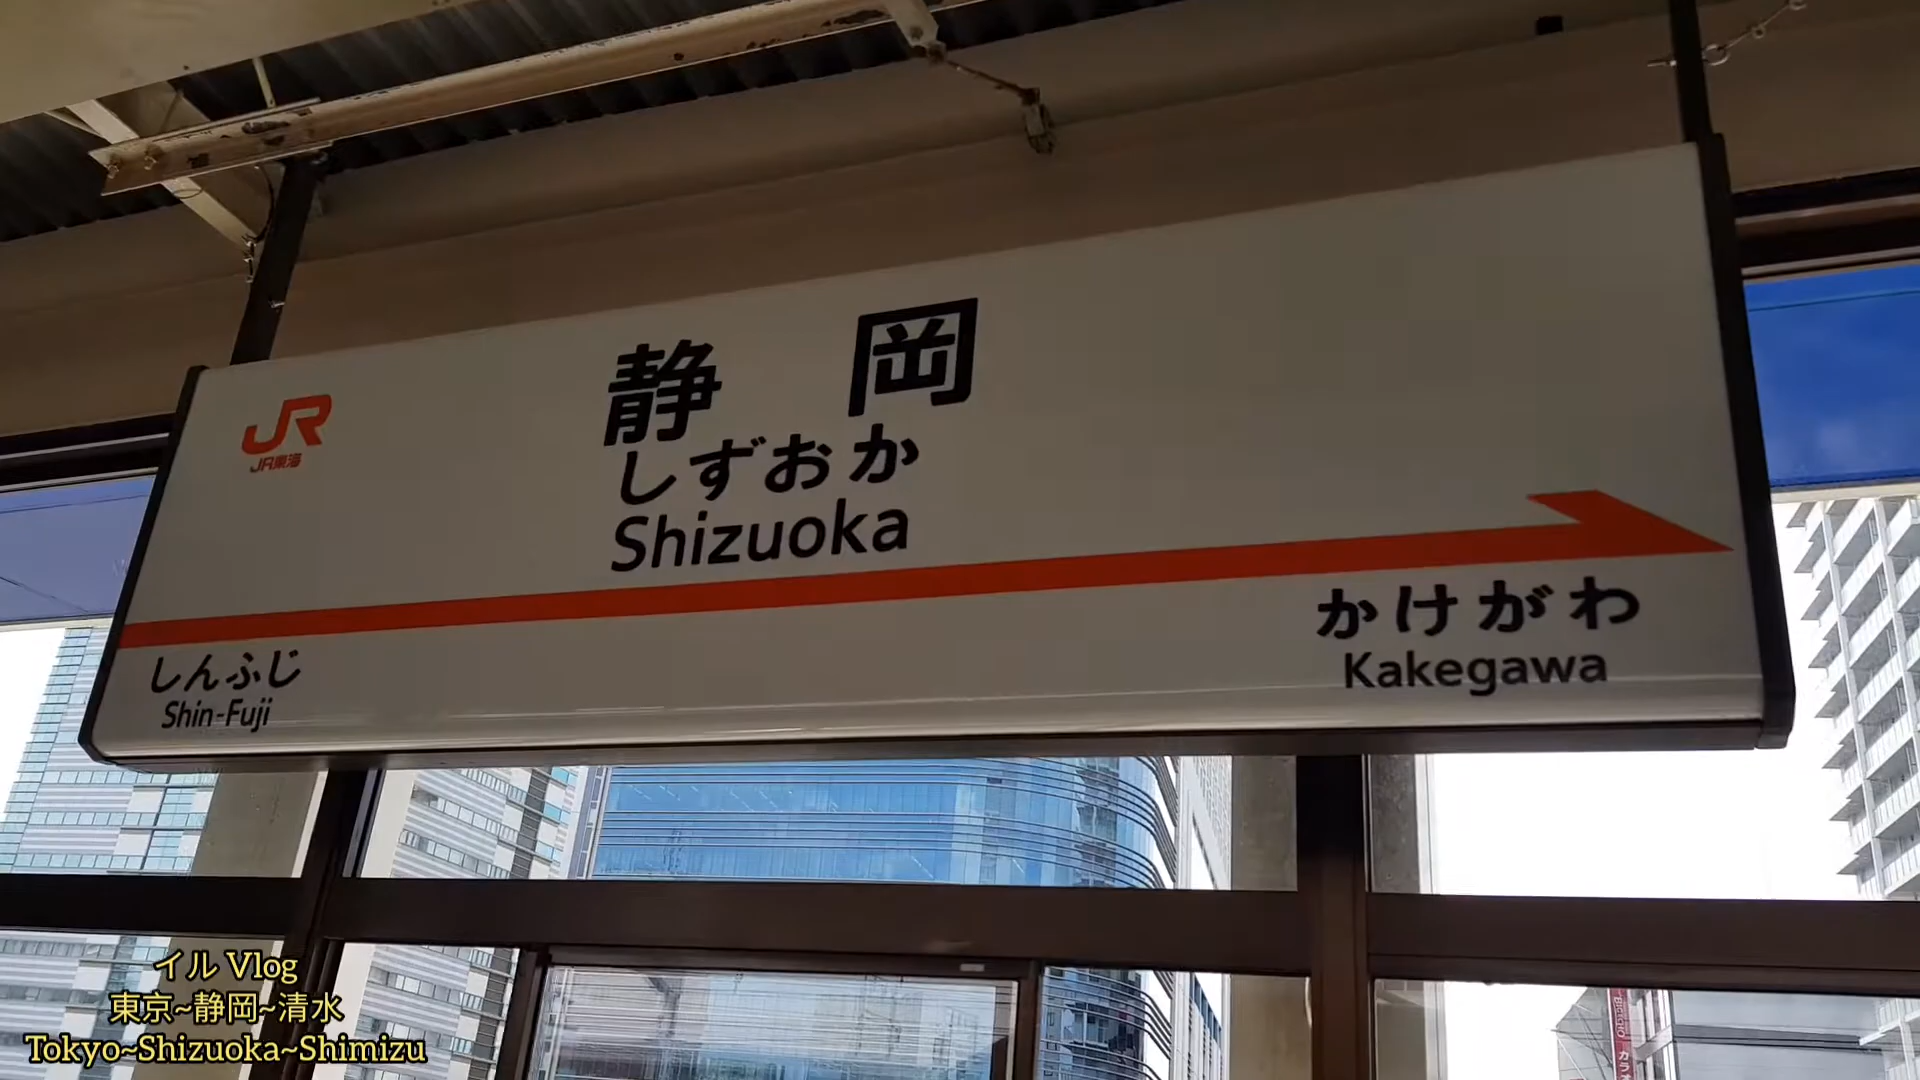 JR
JR東海
静岡
しずおか
Shizuoka
しんふじ
Shin-Fuji
かけがわ
Kakegawa
イル Vlog
東京~静岡~清水
Tokyo~Shizuoka~Shimizu